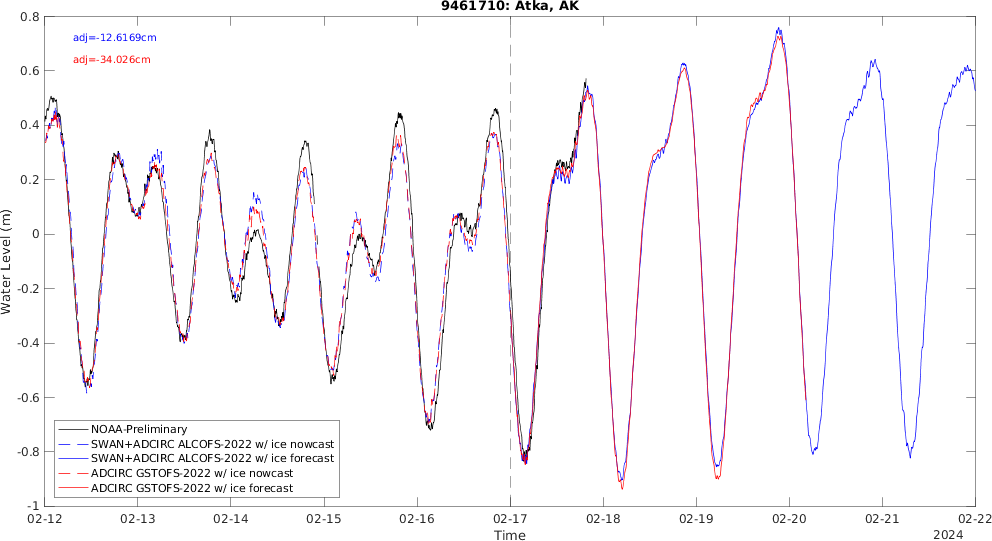 9461710: Atka, AK
adj=-12.6169cm
adj=-34.026cm
0.8
0.6
0.4
0.2
0
-0.2
-0.4
-0.6
-0.8
-1
Water Level (m)
NOAA-Preliminary
SWAN+ADCIRC ALCOFS-2022 w/ ice nowcast
SWAN+ADCIRC ALCOFS-2022 w/ ice forecast
ADCIRC GSTOFS-2022 w/ ice nowcast
ADCIRC GSTOFS-2022 w/ ice forecast
02-12 02-13 02-14 02-15 02-16 02-17 02-18 02-19 02-20 02-21 02-22
Time
2024